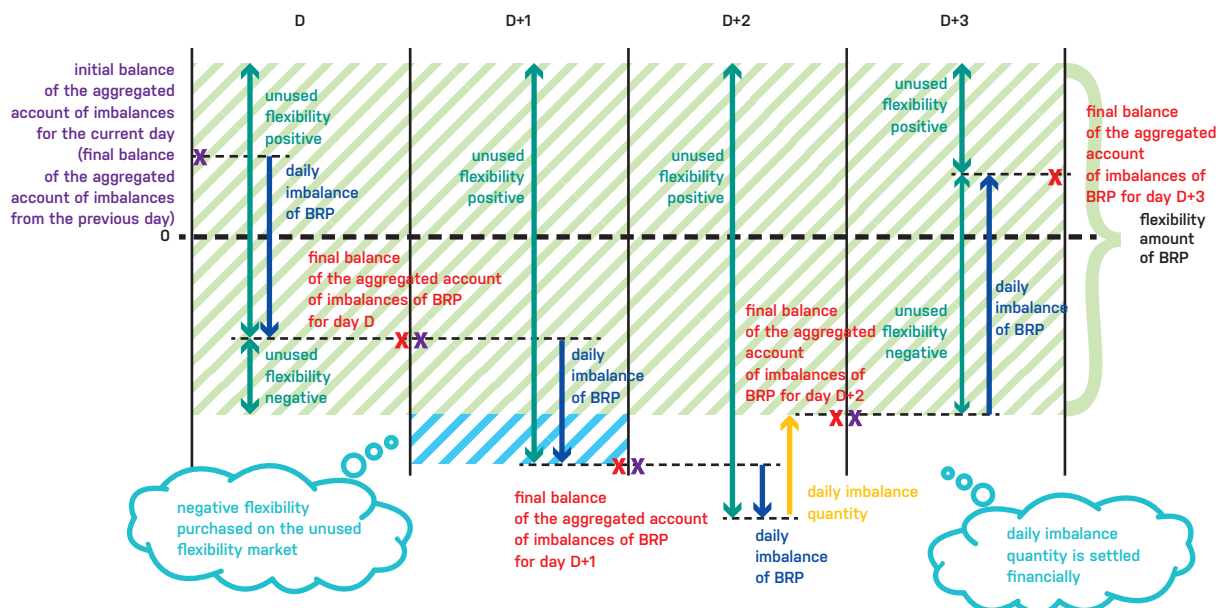 D
D+1
D+2
D+3
initial balance
of the aggregated
account of imbalances
for the current day
(final balance
of the aggregated
account of imbalances
from the previous day)
0
X
unused
flexibility
positive
daily
imbalance
of BRP
final balance
of the aggregated account
of imbalances of BRP
for day D
X X
unused
flexibility
negative
negative flexibility
purchased on the unused
flexibility market
unused
flexibility
positive
daily
imbalance
of BRP
X X
final balance
of the aggregated account
of imbalances of BRP
for day D+1
unused
flexibility
positive
final balance
of the aggregated
account
of imbalances of
BRP for day D+2
X X
daily imbalance
quantity
daily
imbalance
of BRP
unused
flexibility
positive
unused
flexibility
negative
daily
imbalance
of BRP
X
final balance
of the aggregated
account
of imbalances of
BRP for day D+3
flexibility
amount
of BRP
daily imbalance
quantity is settled
financially